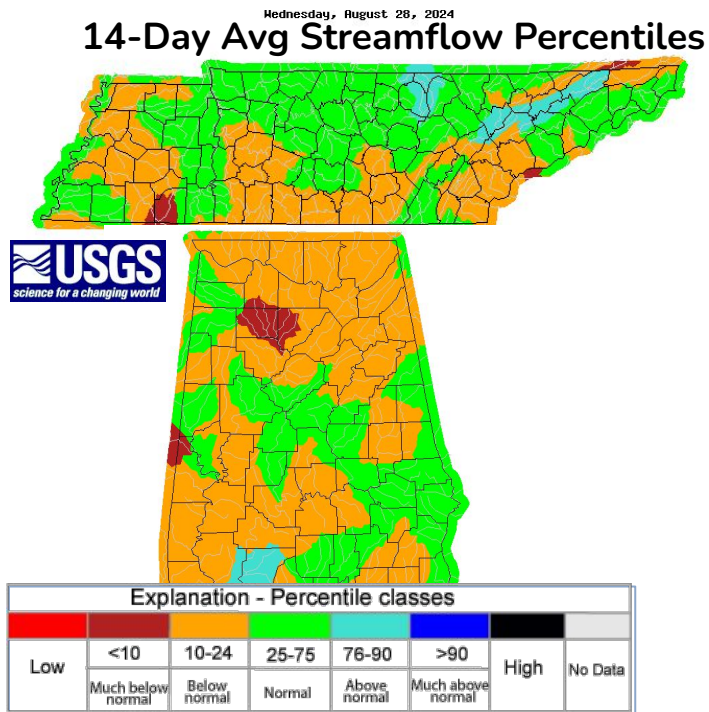 Wednesday, August 28, 2024
14-Day Avg Streamflow Percentiles
USGS
science for a changing world
Explanation - Percentile classes
Low
<10
10-24
25-75
76-90
>90
High
No Data
Much below normal
Below normal
Normal
Above normal
Much above normal